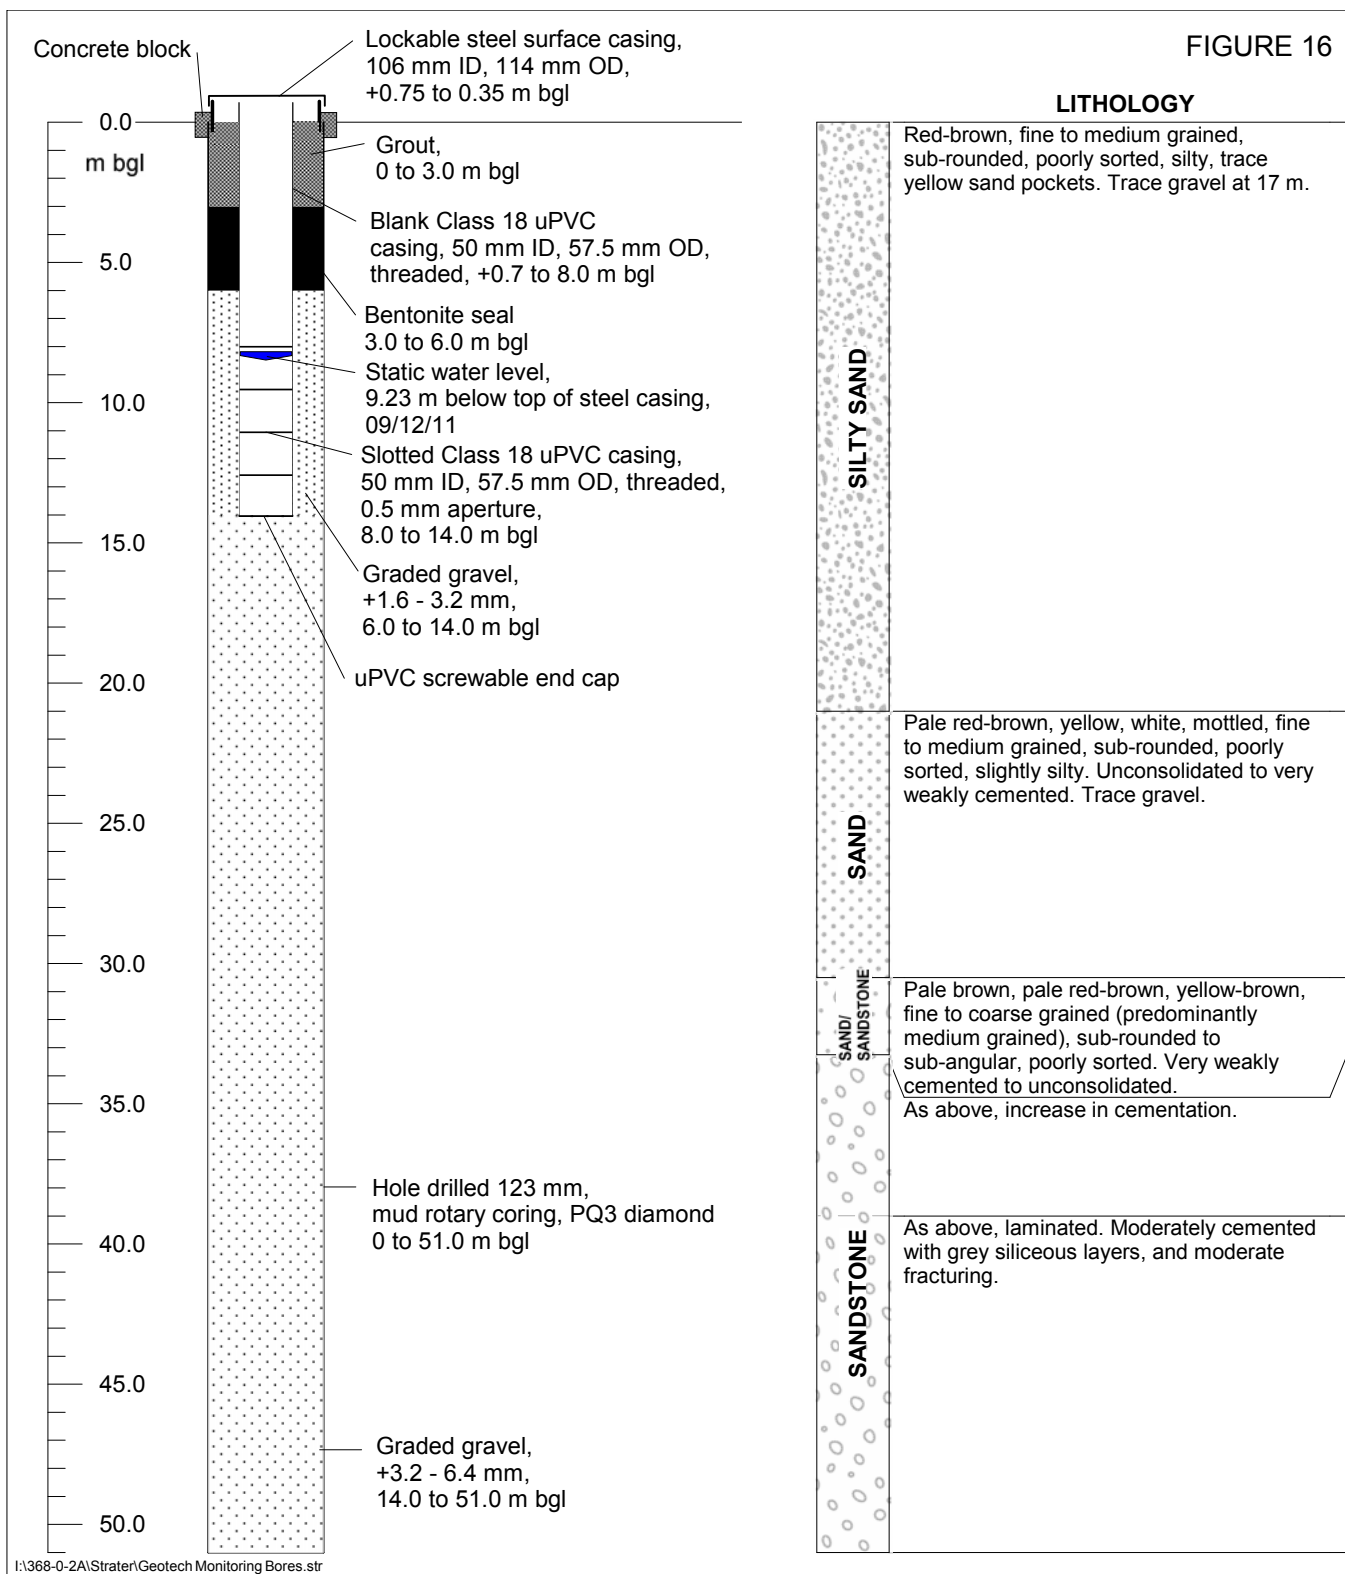 FIGURE 16
Concrete block
Lockable steel surface casing,
106 mm ID, 114 mm OD,
+0.75 to 0.35 m bgl
0.0
m bgl
5.0
10.0
15.0
20.0
25.0
30.0
35.0
40.0
45.0
50.0
Grout,
0 to 3.0 m bgl
Blank Class 18 uPVC
casing, 50 mm ID, 57.5 mm OD,
threaded, +0.7 to 8.0 m bgl
Bentonite seal
3.0 to 6.0 m bgl
Static water level,
9.23 m below top of steel casing,
09/12/11
Slotted Class 18 uPVC casing,
50 mm ID, 57.5 mm OD, threaded,
0.5 mm aperture,
8.0 to 14.0 m bgl
Graded gravel,
+1.6 - 3.2 mm,
6.0 to 14.0 m bgl
uPVC screwable end cap
Hole drilled 123 mm,
mud rotary coring, PQ3 diamond
0 to 51.0 m bgl
Graded gravel,
+3.2 - 6.4 mm,
14.0 to 51.0 m bgl
LITHOLOGY
SILTY SAND
Red-brown, fine to medium grained,
sub-rounded, poorly sorted, silty, trace
yellow sand pockets. Trace gravel at 17 m.
SAND
Pale red-brown, yellow, white, mottled, fine
to medium grained, sub-rounded, poorly
sorted, slightly silty. Unconsolidated to very
weakly cemented. Trace gravel.
SAND/
SANDSTONE
Pale brown, pale red-brown, yellow-brown,
fine to coarse grained (predominantly
medium grained), sub-rounded to
sub-angular, poorly sorted. Very weakly
cemented to unconsolidated.
As above, increase in cementation.
SANDSTONE
As above, laminated. Moderately cemented
with grey siliceous layers, and moderate
fracturing.
I:\368-0-2A\Strater\Geotech Monitoring Bores.str